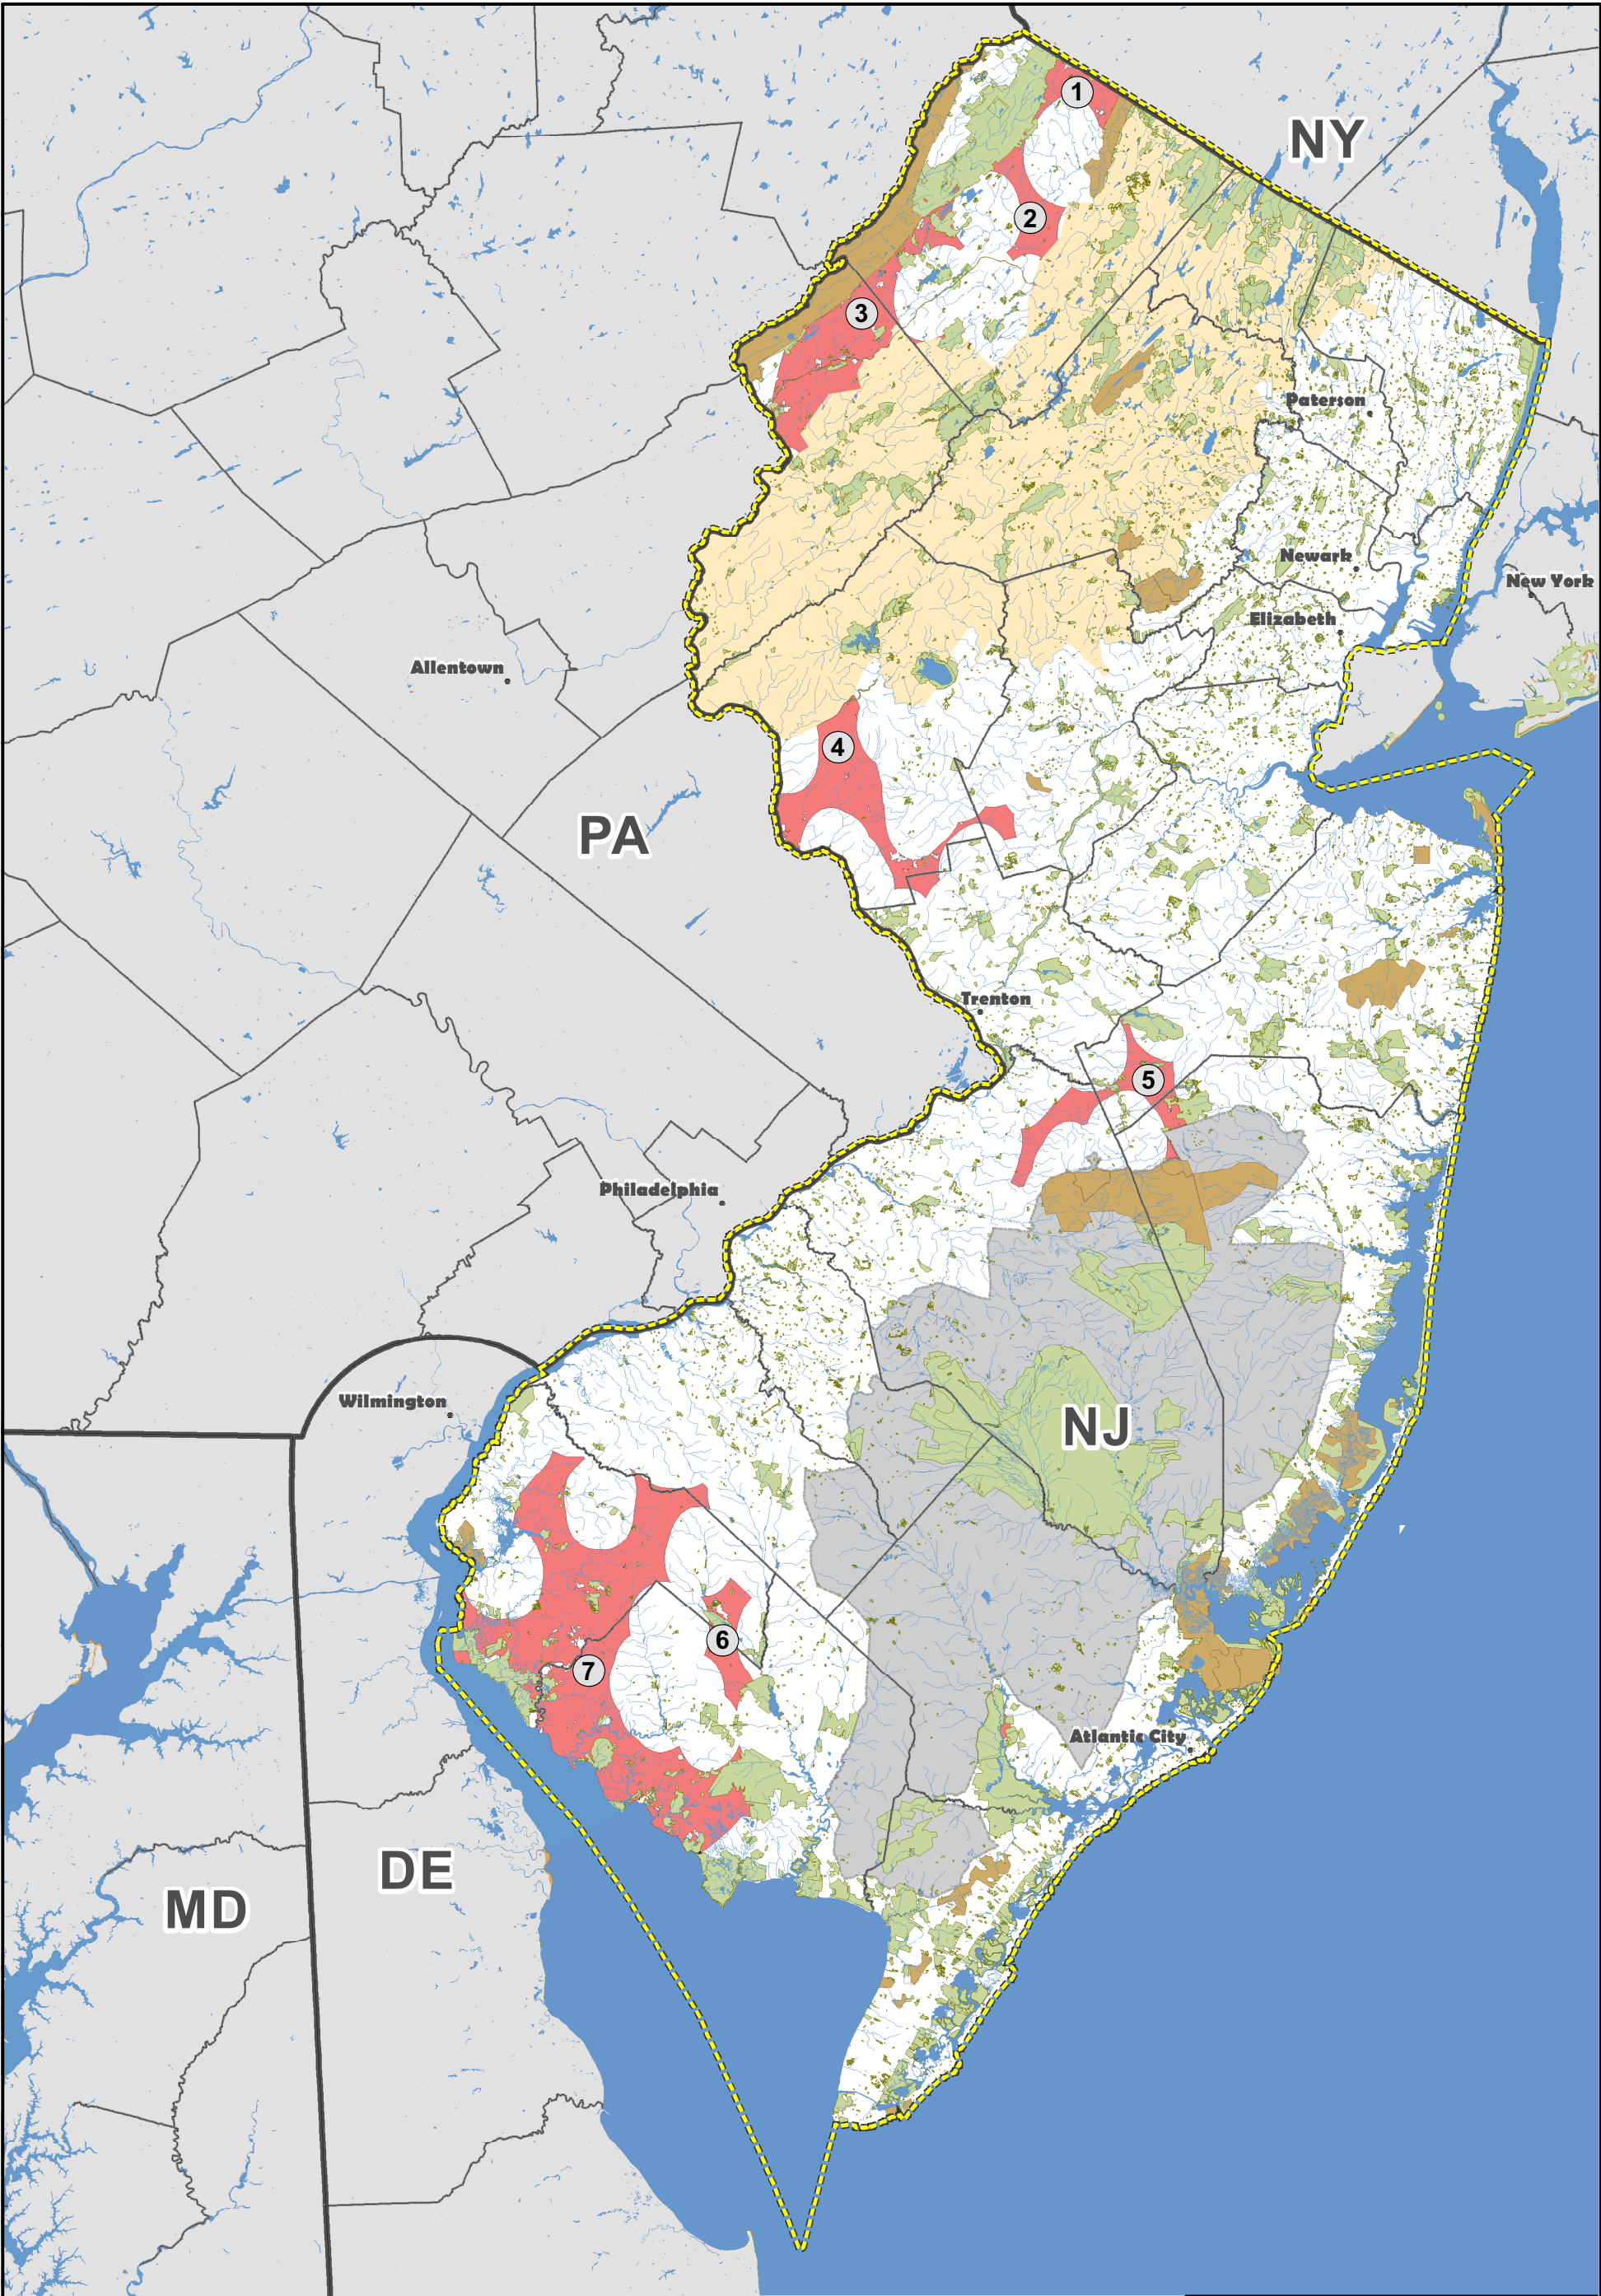 1
NY
2
3
Paterson
Newark
New York
Elizabeth
Allentown
4
PA
Trenton
5
Philadelphia
Wilmington
NJ
6
7
Atlantic City
DE
MD